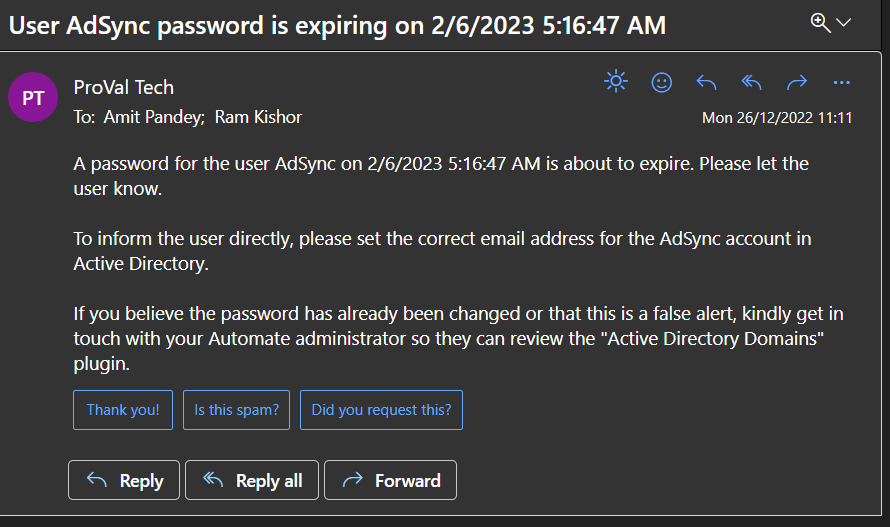 User AdSync password is expiring on 2/6/2023 5:16:47 AM
PT
ProVal Tech
To: Amit Pandey; Ram Kishor
Mon 26/12/2022 11:11
A password for the user AdSync on 2/6/2023 5:16:47 AM is about to expire. Please let the
user know.
To inform the user directly, please set the correct email address for the AdSync account in
Active Directory.
If you believe the password has already been changed or that this is a false alert, kindly get in
touch with your Automate administrator so they can review the "Active Directory Domains"
plugin.
Thank you! Is this spam? Did you request this?
Reply Reply all Forward